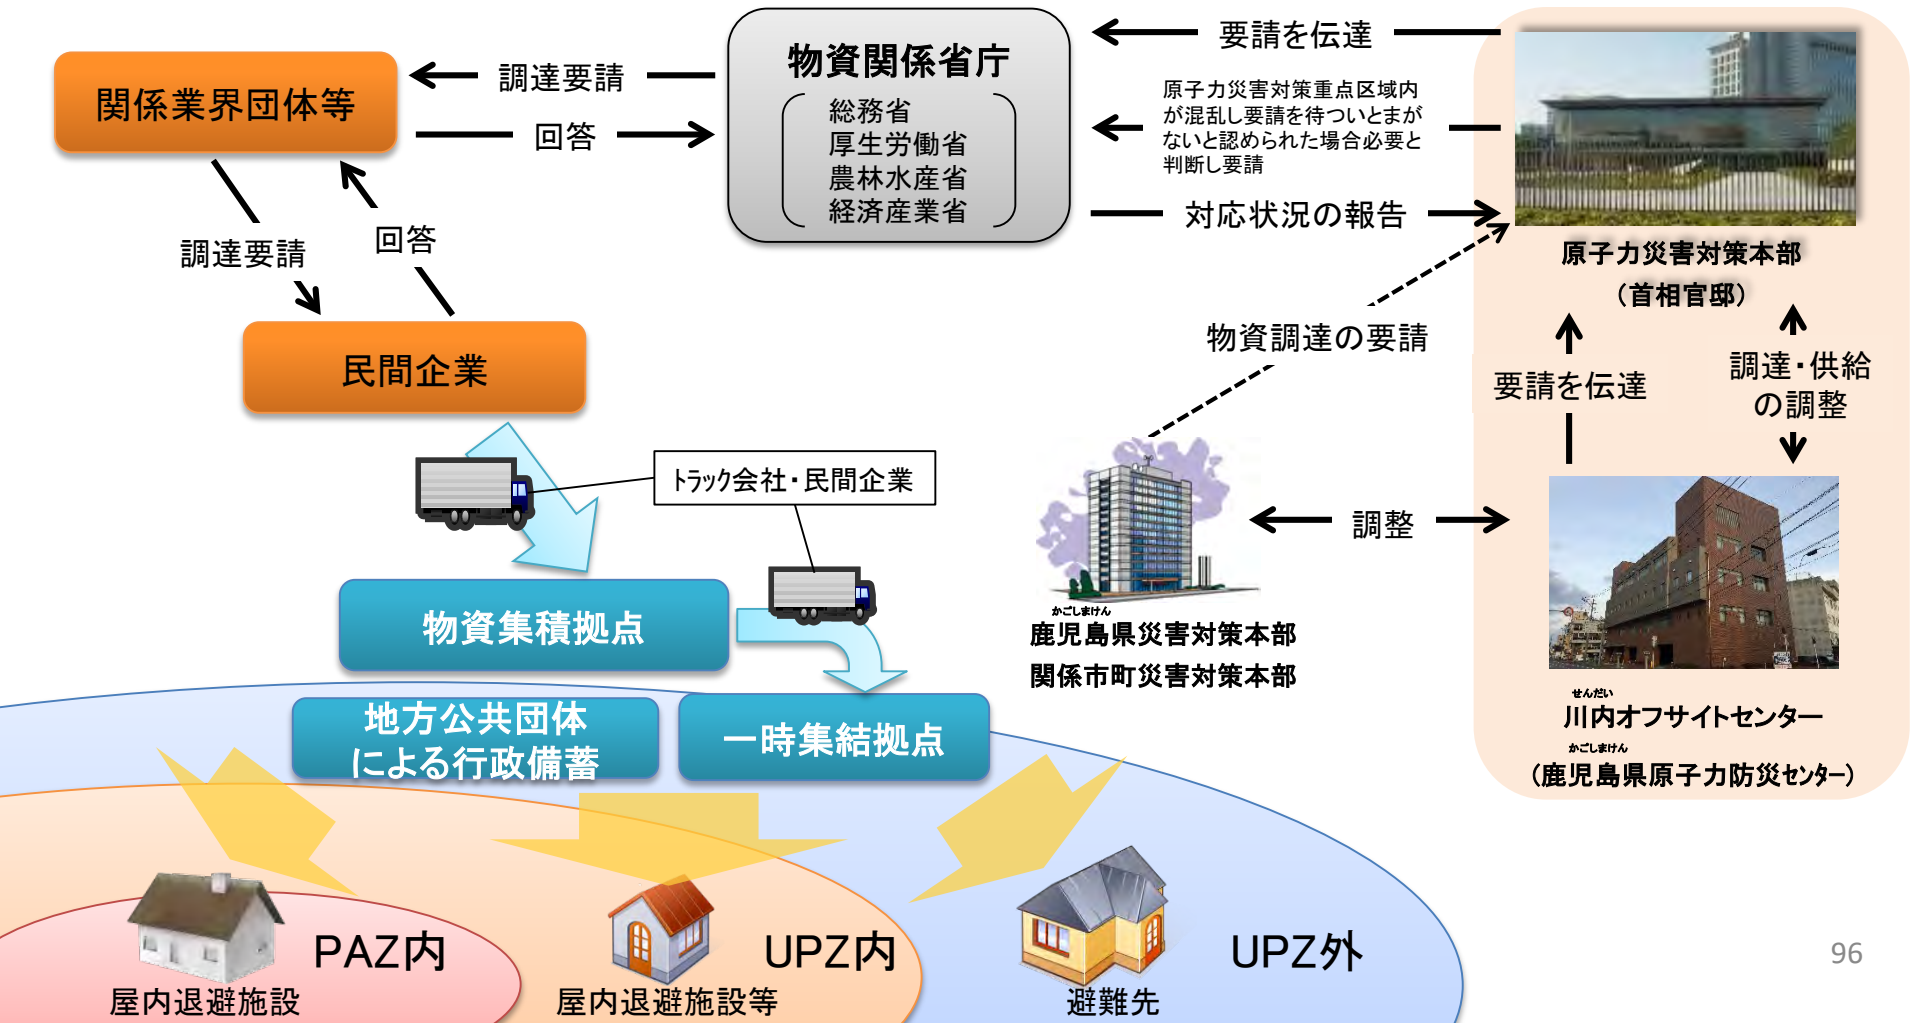 関係業界団体等
調達要請
回答
物資関係省庁
総務省
厚生労働省
農林水産省
経済産業省
要請を伝達
原子力災害対策重点区域内
が混乱し要請を待ついとまが
ないと認められた場合必要と
判断し要請
対応状況の報告
原子力災害対策本部
（首相官邸）
調達要請
回答
民間企業
物資調達の要請
要請を伝達
調達・供給
の調整
トラック会社・民間企業
調整
物資集積拠点
かごしまけん
鹿児島県災害対策本部
関係市町災害対策本部
せんだい
川内オフサイトセンター
かごしまけん
（鹿児島県原子力防災センター）
地方公共団体
による行政備蓄
一時集結拠点
PAZ内
屋内退避施設
UPZ内
屋内退避施設等
UPZ外
避難先
96